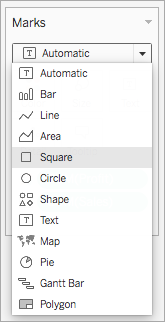 Marks
Automatic
Automatic
Bar
Line
Area
Square
Circle
Shape
Text
Map
Pie
Gantt Bar
Polygon